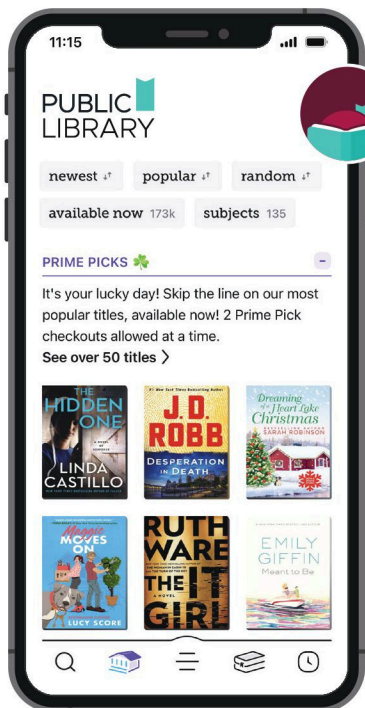 11:15
PUBLIC
LIBRARY
newest
popular
random
available now 173k
subjects 135
PRIME PICKS
It's your lucky day! Skip the line on our most
popular titles, available now! 2 Prime Pick
checkouts allowed at a time.
See over 50 titles
THE
HIDDEN
ONE
A NOVEL
OF
SUSPENSE
LINDA
CASTILLO
#1 New York Times Bestselling Author
J.D.
ROBB
DESPERATION
IN DEATH
Dreaming
of a Heart Lake
Christmas
BESTSELLING AUTHOR
SARAH ROBINSON
Maggie
MOVES
ON
LUCY SCORE
RUTH
WARE
THE IT
GIRL
A NOVEL
EMILY
GIFFIN
Meant to Be